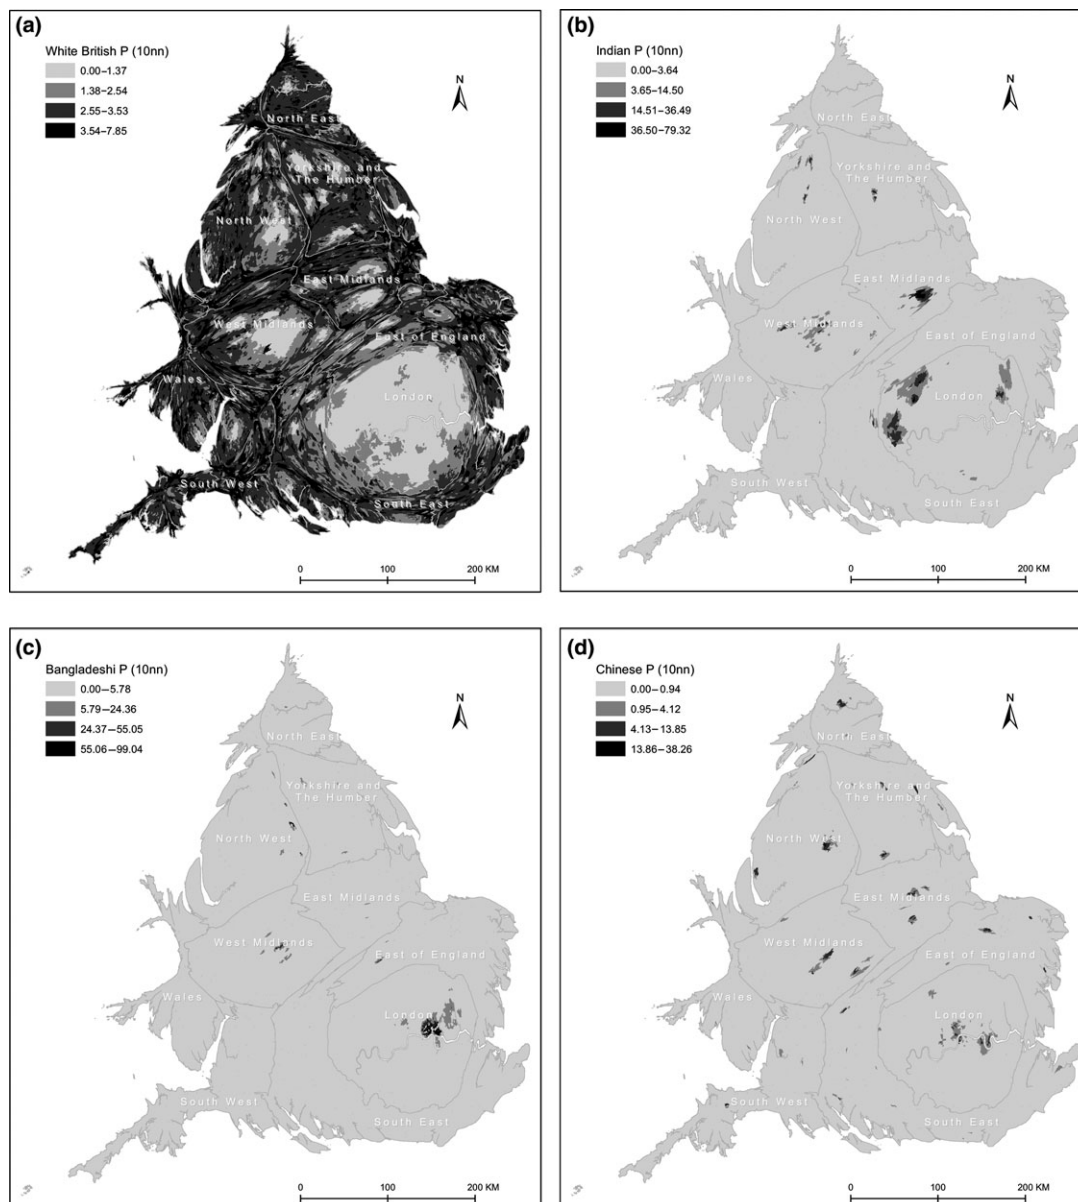 (a)
White British P (10nn)
0.00–1.37
1.38–2.54
2.55–3.53
3.54–7.85
N
North East
Yorkshire and
The Humber
North West
East Midlands
West Midlands
East of England
Wales
London
South West
South East
0 100 200 KM
(b)
Indian P (10nn)
0.00–3.64
3.65–14.50
14.51–36.49
36.50–79.32
N
North East
Yorkshire and
The Humber
North West
East Midlands
West Midlands
East of England
Wales
London
South West
South East
0 100 200 KM
(c)
Bangladeshi P (10nn)
0.00–5.78
5.79–24.36
24.37–55.05
55.06–99.04
N
North East
Yorkshire and
The Humber
North West
East Midlands
West Midlands
East of England
Wales
London
South West
South East
0 100 200 KM
(d)
Chinese P (10nn)
0.00–0.94
0.95–4.12
4.13–13.85
13.86–38.26
N
North East
Yorkshire and
The Humber
North West
East Midlands
West Midlands
East of England
Wales
London
South West
South East
0 100 200 KM